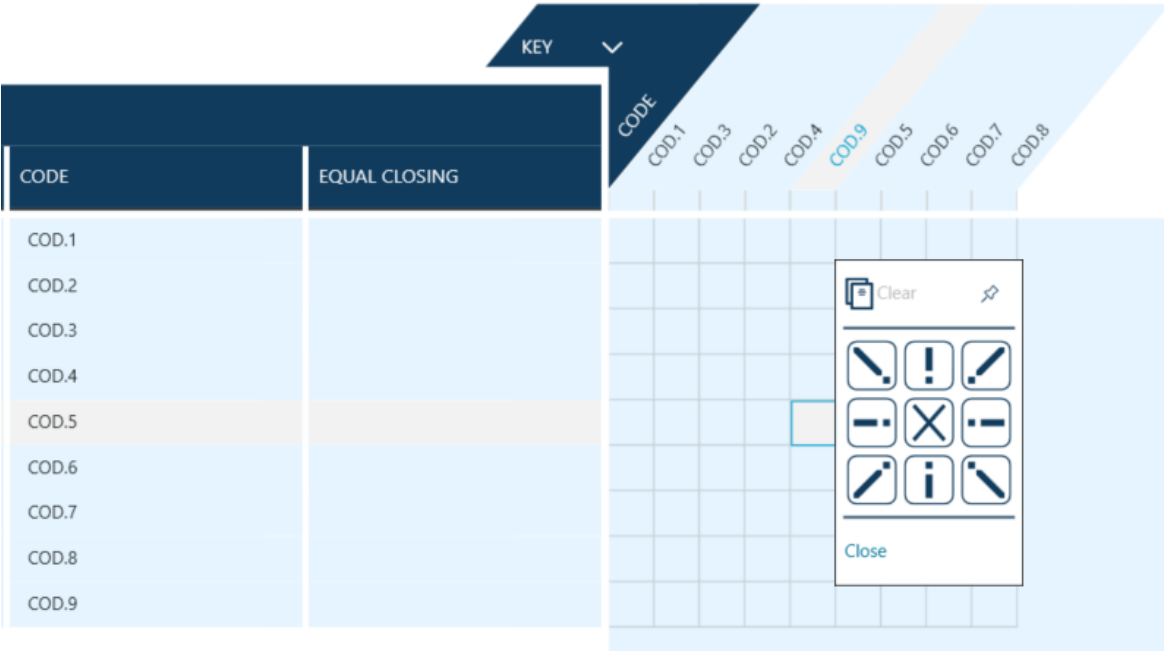 KEY
CODE
COD.1 COD.3 COD.2 COD.4 COD.9 COD.5 COD.6 COD.7 COD.8
CODE EQUAL CLOSING
COD.1
COD.2
COD.3
COD.4
COD.5
COD.6
COD.7
COD.8
COD.9
Clear
Close